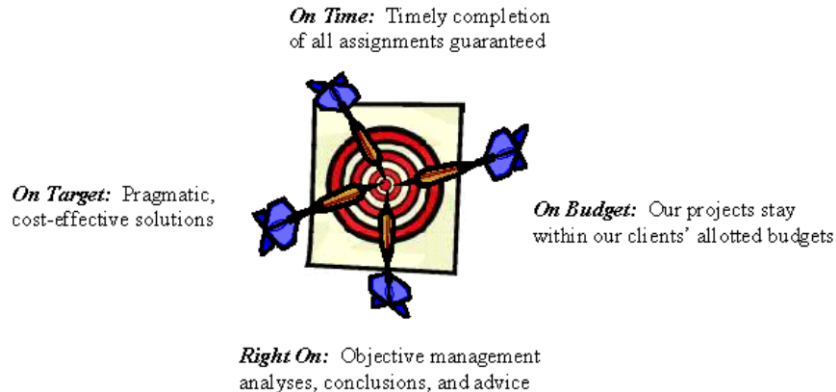 On Time: Timely completion
of all assignments guaranteed
On Target: Pragmatic,
cost-effective solutions
On Budget: Our projects stay
within our clients' allotted budgets
Right On: Objective management
analyses, conclusions, and advice